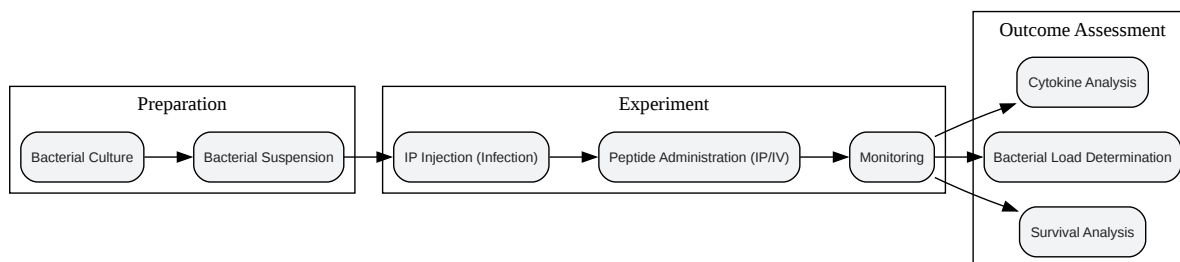 Preparation
Bacterial Culture
Bacterial Suspension
Experiment
IP Injection (Infection)
Peptide Administration (IP/IV)
Monitoring
Outcome Assessment
Cytokine Analysis
Bacterial Load Determination
Survival Analysis